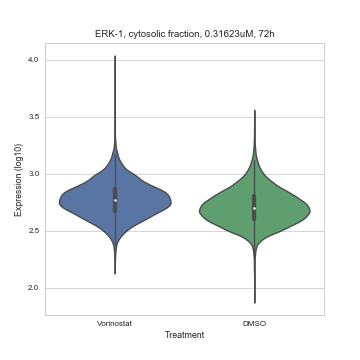 ERK-1, cytosolic fraction, 0.31623uM, 72h
4.0
3.5
3.0
2.5
2.0
Expression (log10)
Vorinostat
DMSO
Treatment